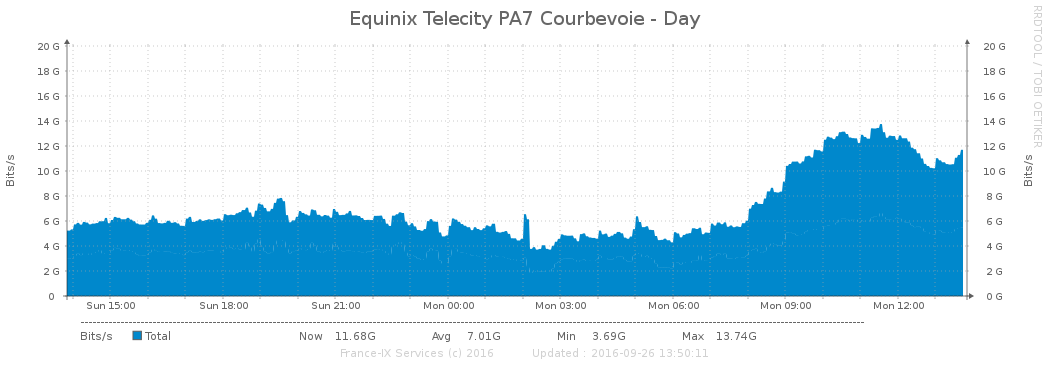 Equinix Telecity PA7 Courbevoie - Day
RRDTOOL / TOBI OETIKER
20 G 20 G
18 G 18 G
16 G 16 G
14 G 14 G
12 G 12 G
10 G 10 G
8 G 8 G
6 G 6 G
4 G 4 G
2 G 2 G
0 0 G
Bits/s
Bits/s
Sun 15:00 Sun 18:00 Sun 21:00 Mon 00:00 Mon 03:00 Mon 06:00 Mon 09:00 Mon 12:00
Bits/s Total Now 11.68G Avg 7.01G Min 3.69G Max 13.74G
France-IX Services (c) 2016 Updated : 2016-09-26 13:50:11